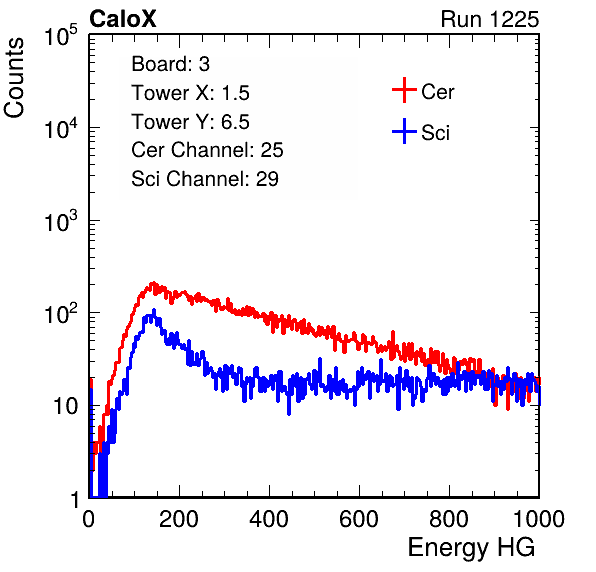 CaloX Run 1225
Counts
10^5
10^4
10^3
10^2
10
1
Board: 3
Tower X: 1.5
Tower Y: 6.5
Cer Channel: 25
Sci Channel: 29
Cer
Sci
0 200 400 600 800 1000
Energy HG